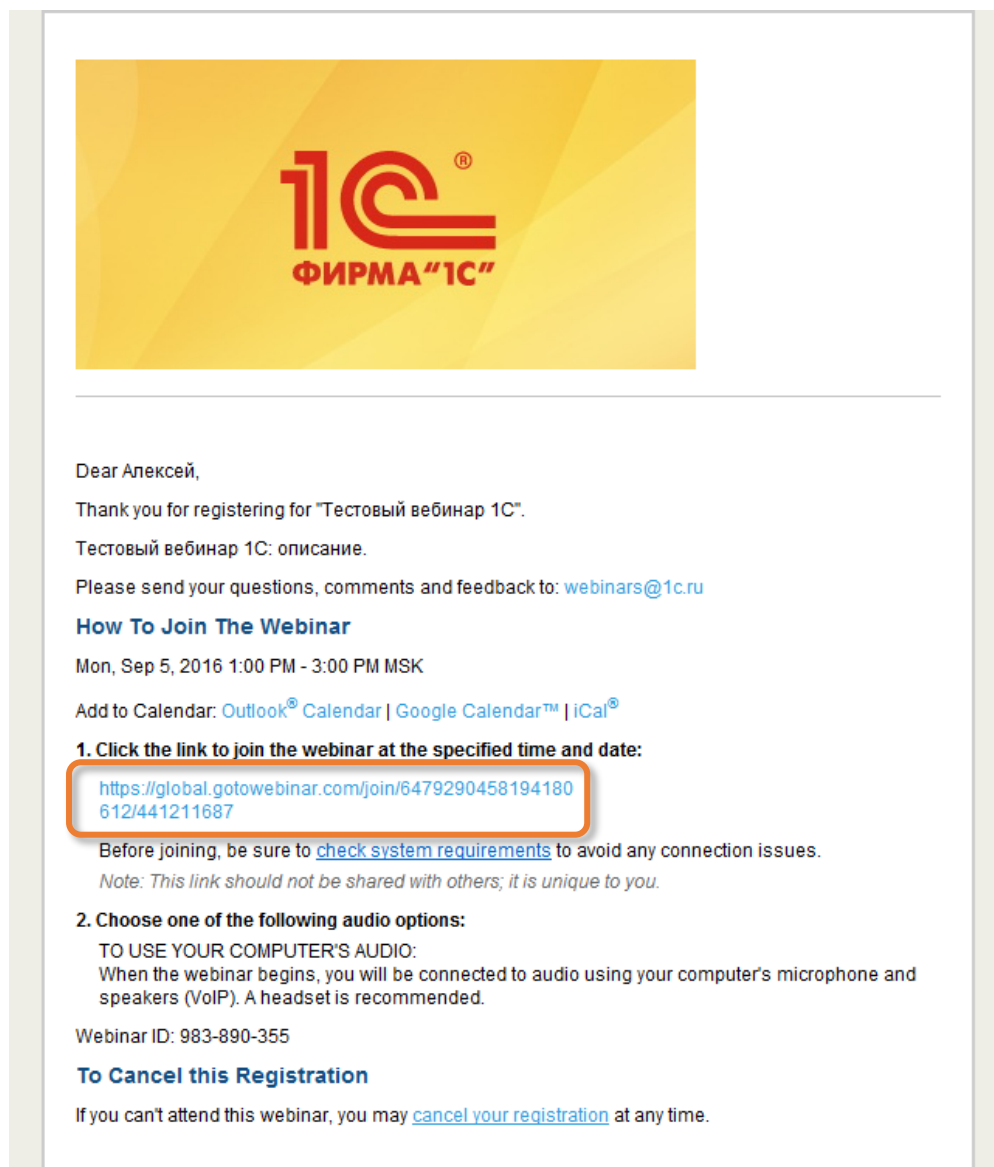 1С®
ФИРМА "1С"
Dear Алексей,
Thank you for registering for "Тестовый вебинар 1С".
Тестовый вебинар 1С: описание.
Please send your questions, comments and feedback to: webinars@1c.ru
How To Join The Webinar
Mon, Sep 5, 2016 1:00 PM - 3:00 PM MSK
Add to Calendar: Outlook® Calendar | Google Calendar™ | iCal®
1. Click the link to join the webinar at the specified time and date:
https://global.gotowebinar.com/join/6479290458194180
612/441211687
Before joining, be sure to check system requirements to avoid any connection issues.
Note: This link should not be shared with others; it is unique to you.
2. Choose one of the following audio options:
TO USE YOUR COMPUTER'S AUDIO:
When the webinar begins, you will be connected to audio using your computer's microphone and
speakers (VoIP). A headset is recommended.
Webinar ID: 983-890-355
To Cancel this Registration
If you can't attend this webinar, you may cancel your registration at any time.